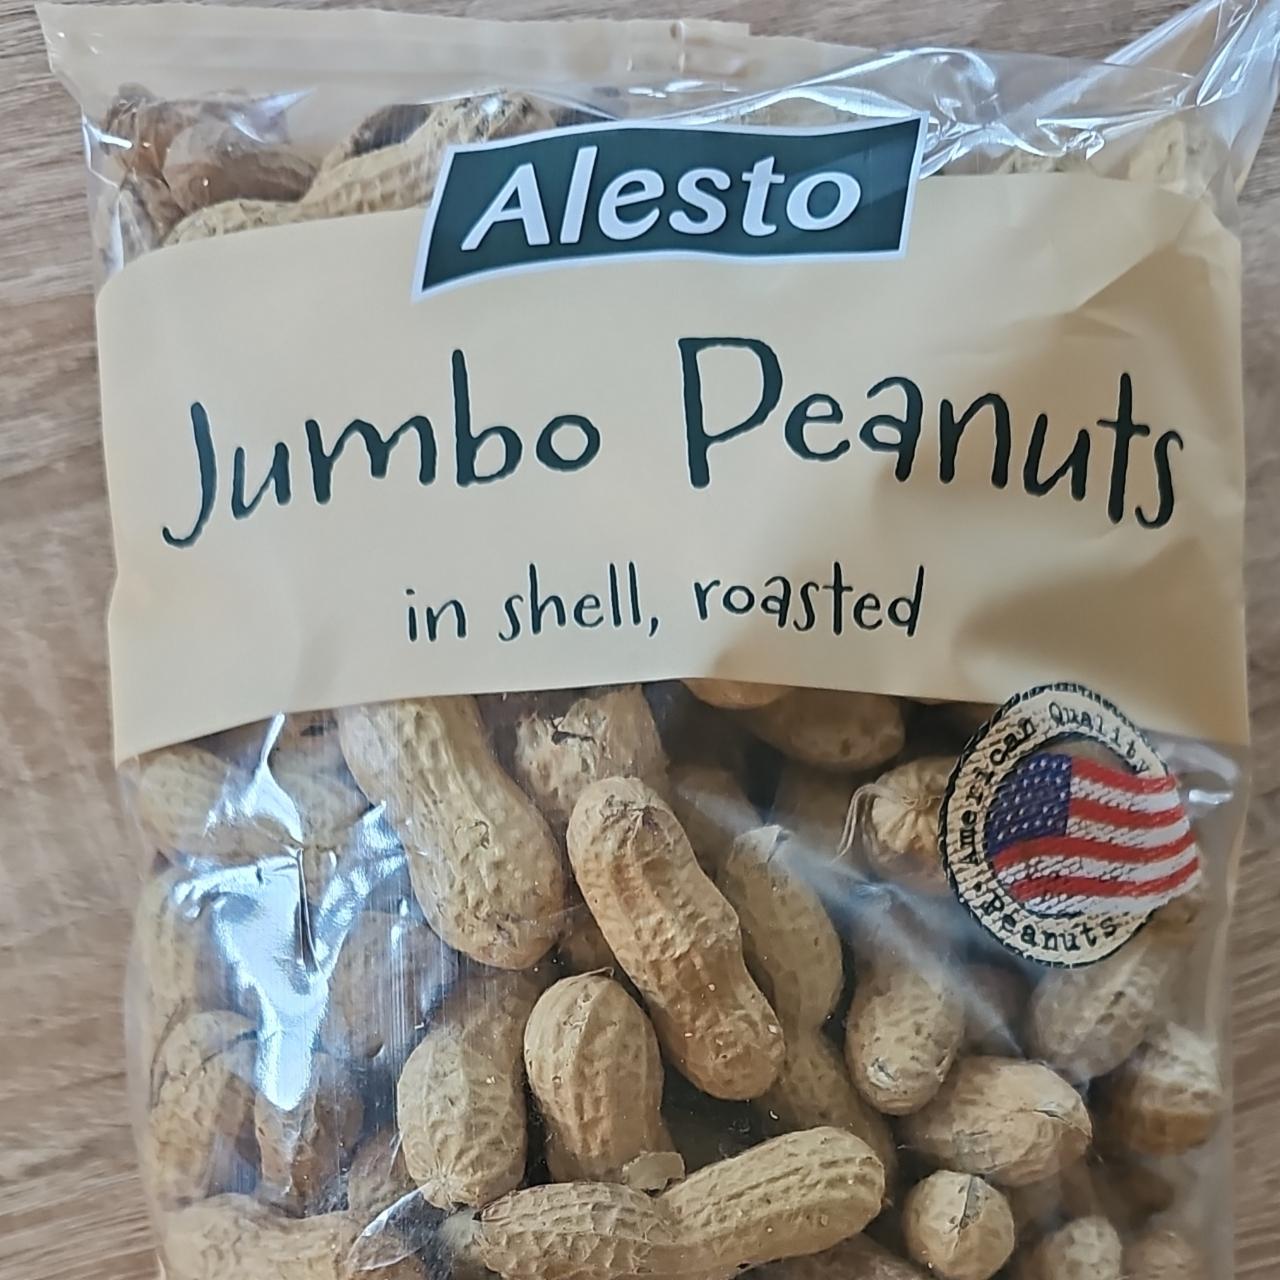 Alesto
Jumbo Peanuts
in shell, roasted
American Quality
Peanuts